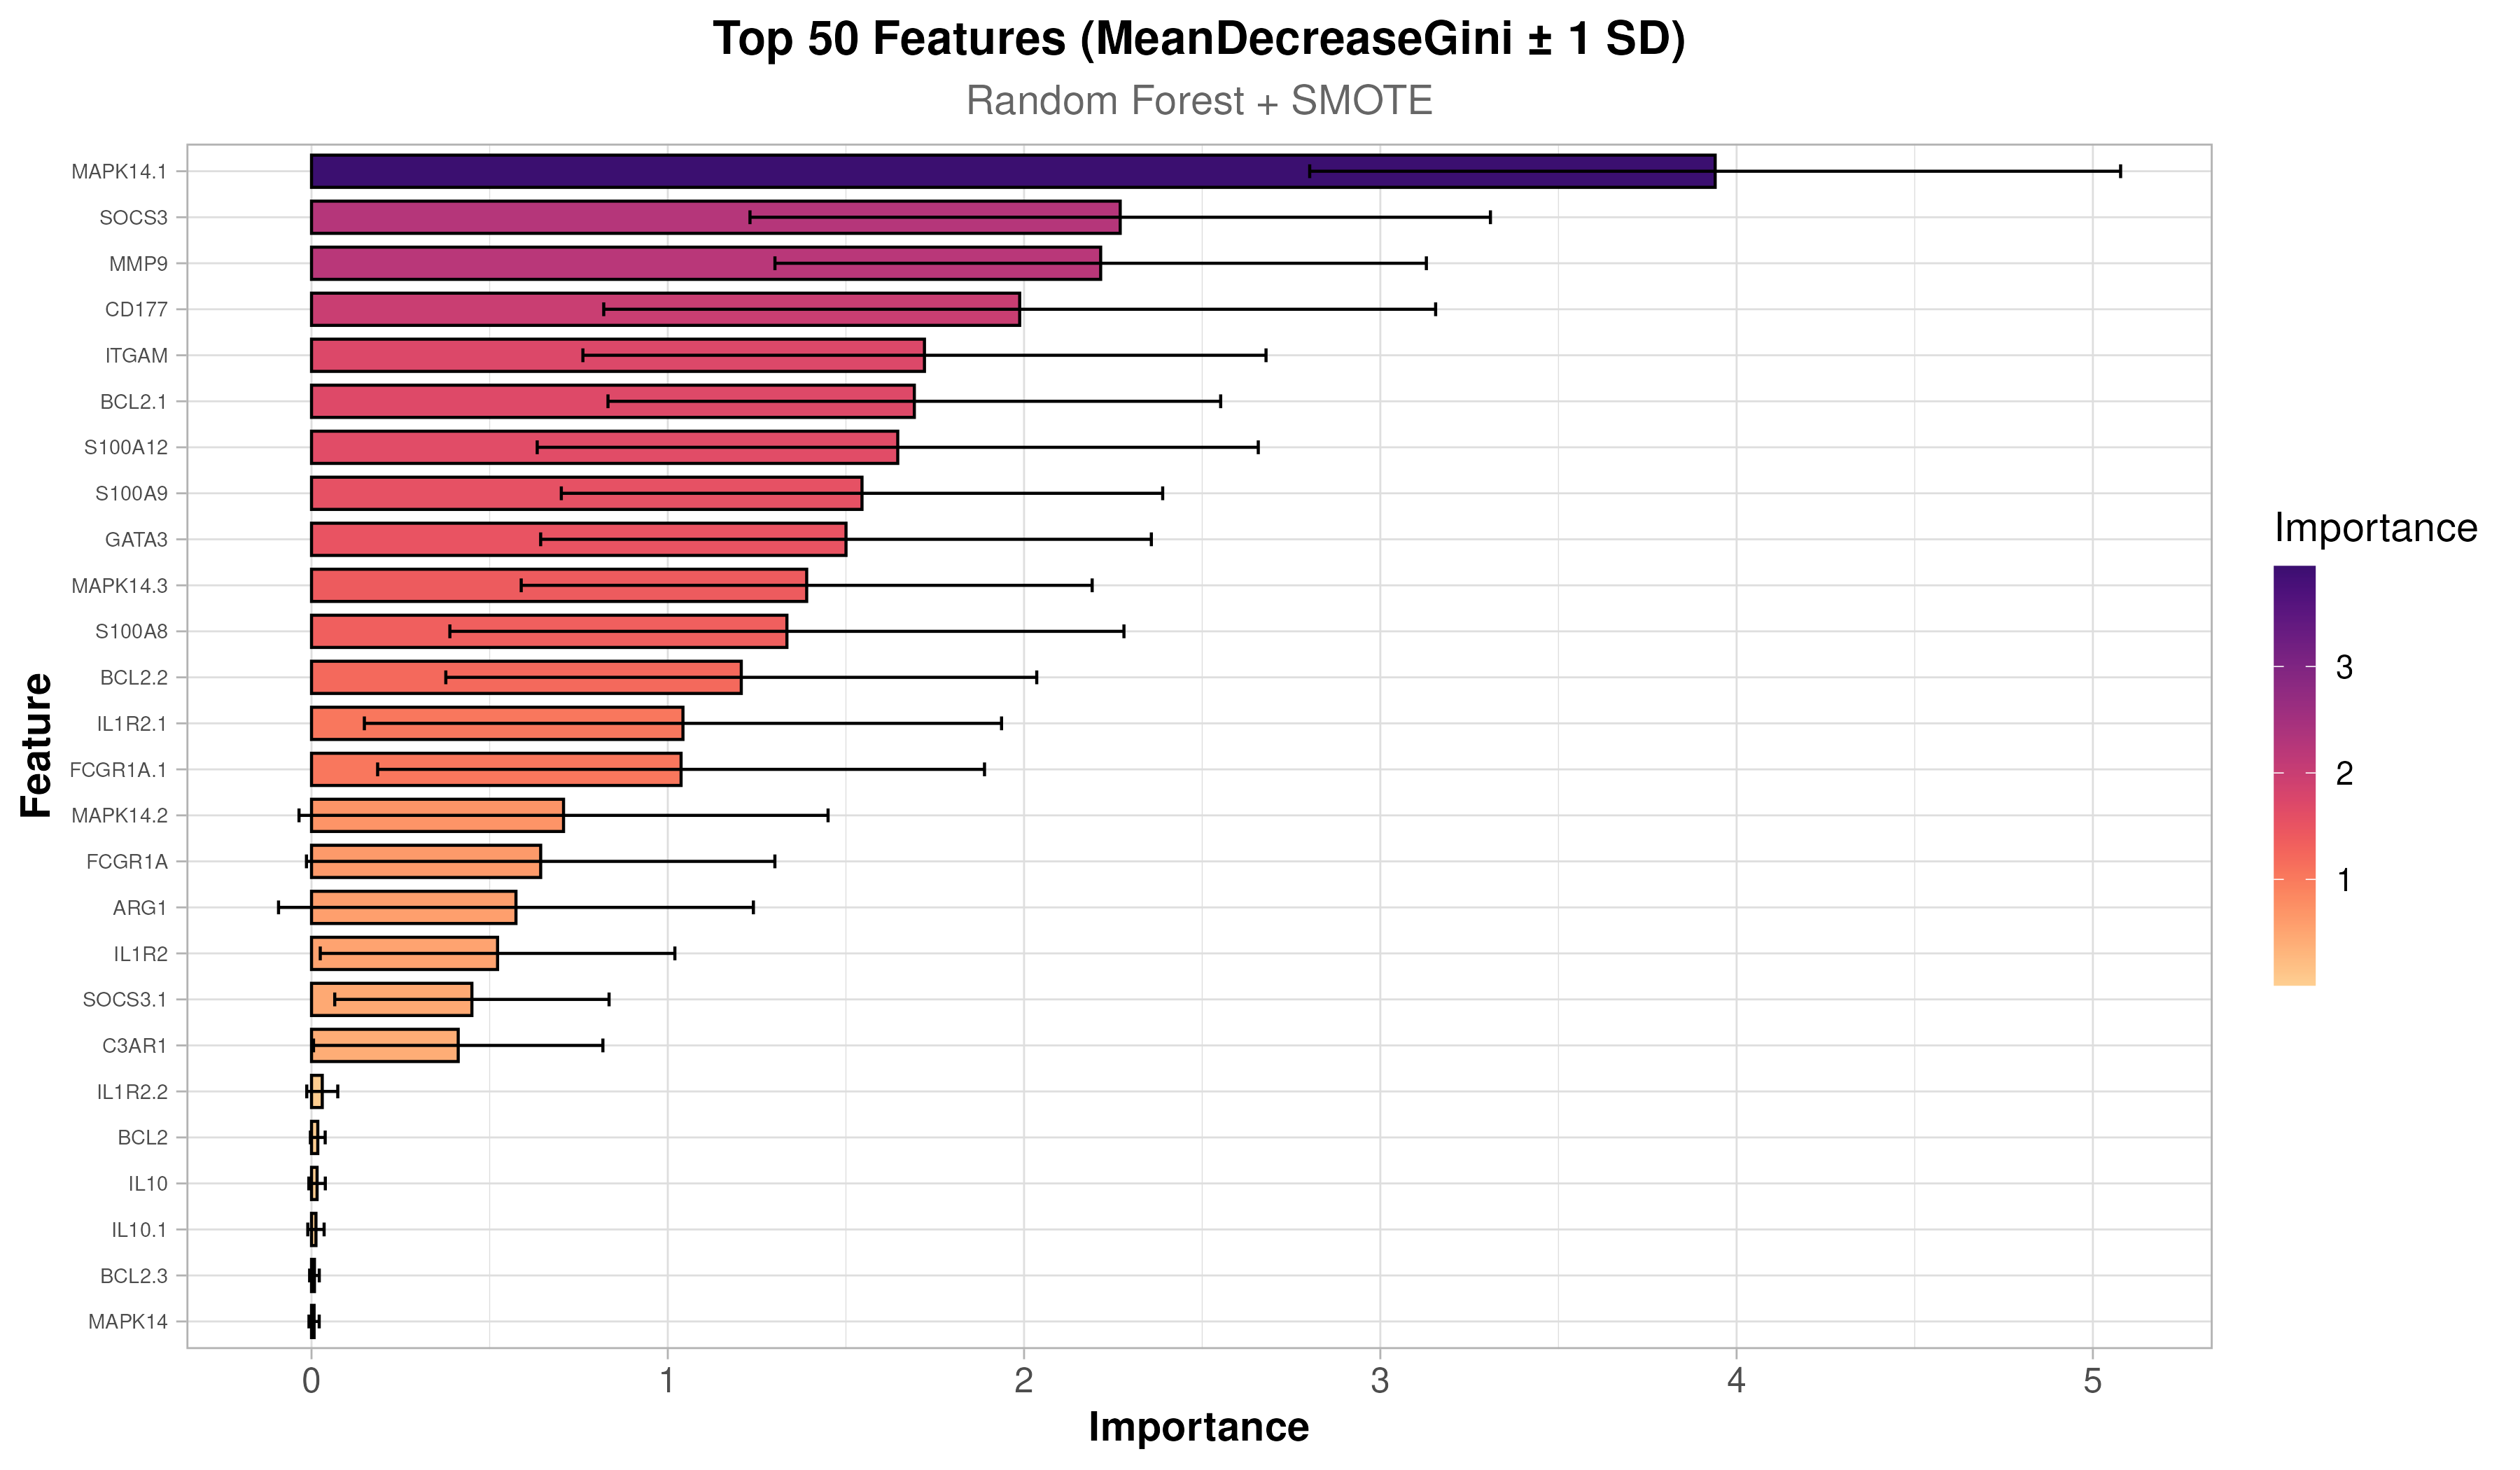 Top 50 Features (MeanDecreaseGini ± 1 SD)
Random Forest + SMOTE
Feature
MAPK14.1
SOCS3
MMP9
CD177
ITGAM
BCL2.1
S100A12
S100A9
GATA3
MAPK14.3
S100A8
BCL2.2
IL1R2.1
FCGR1A.1
MAPK14.2
FCGR1A
ARG1
IL1R2
SOCS3.1
C3AR1
IL1R2.2
BCL2
IL10
IL10.1
BCL2.3
MAPK14
0 1 2 3 4 5
Importance
Importance
3
2
1